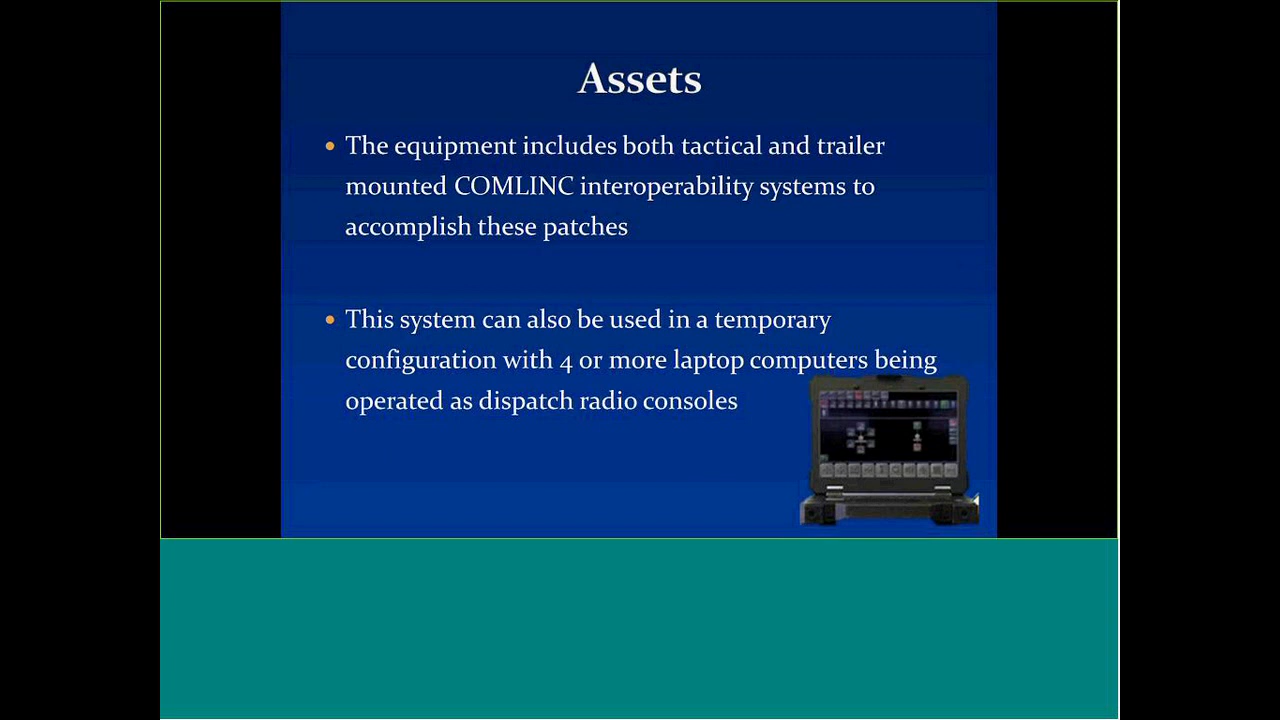 Assets
• The equipment includes both tactical and trailer
mounted COMLINC interoperability systems to
accomplish these patches
• This system can also be used in a temporary
configuration with 4 or more laptop computers being
operated as dispatch radio consoles